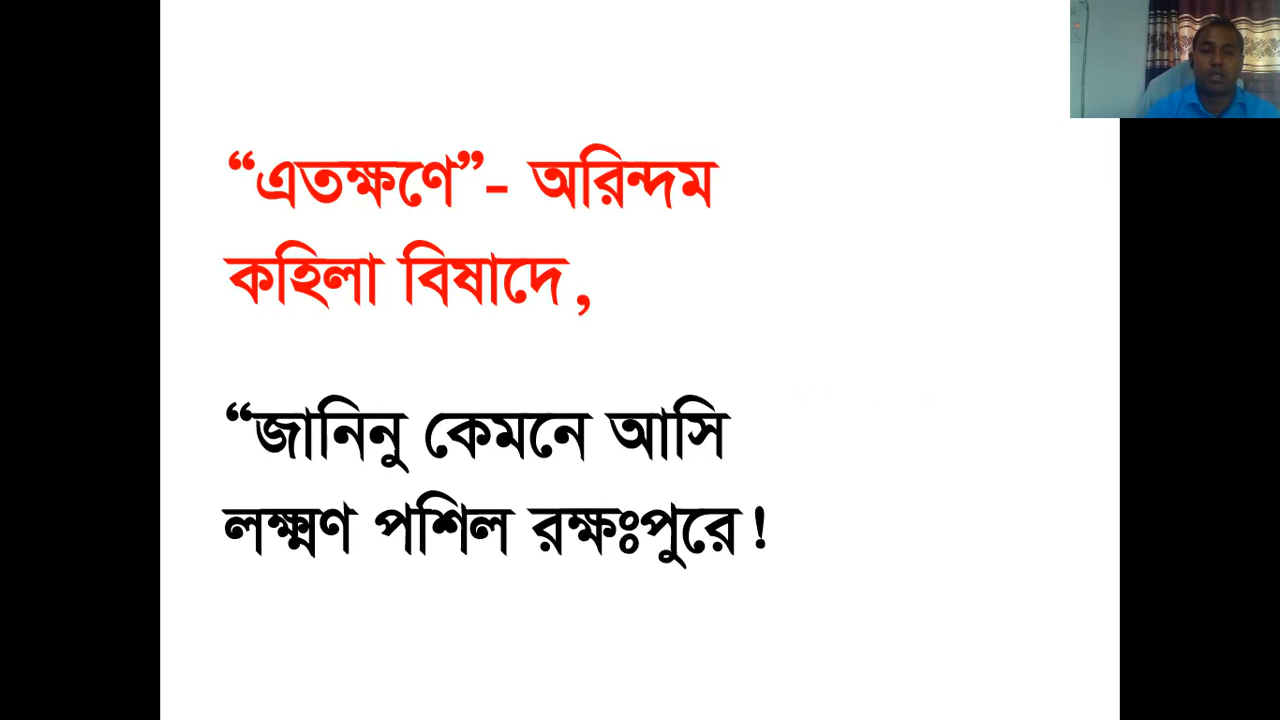 “এতক্ষণে”- অরিন্দম
কহিলা বিষাদে,
“জানিনু কেমনে আসি
লক্ষ্মণ পশিল রক্ষঃপুরে!